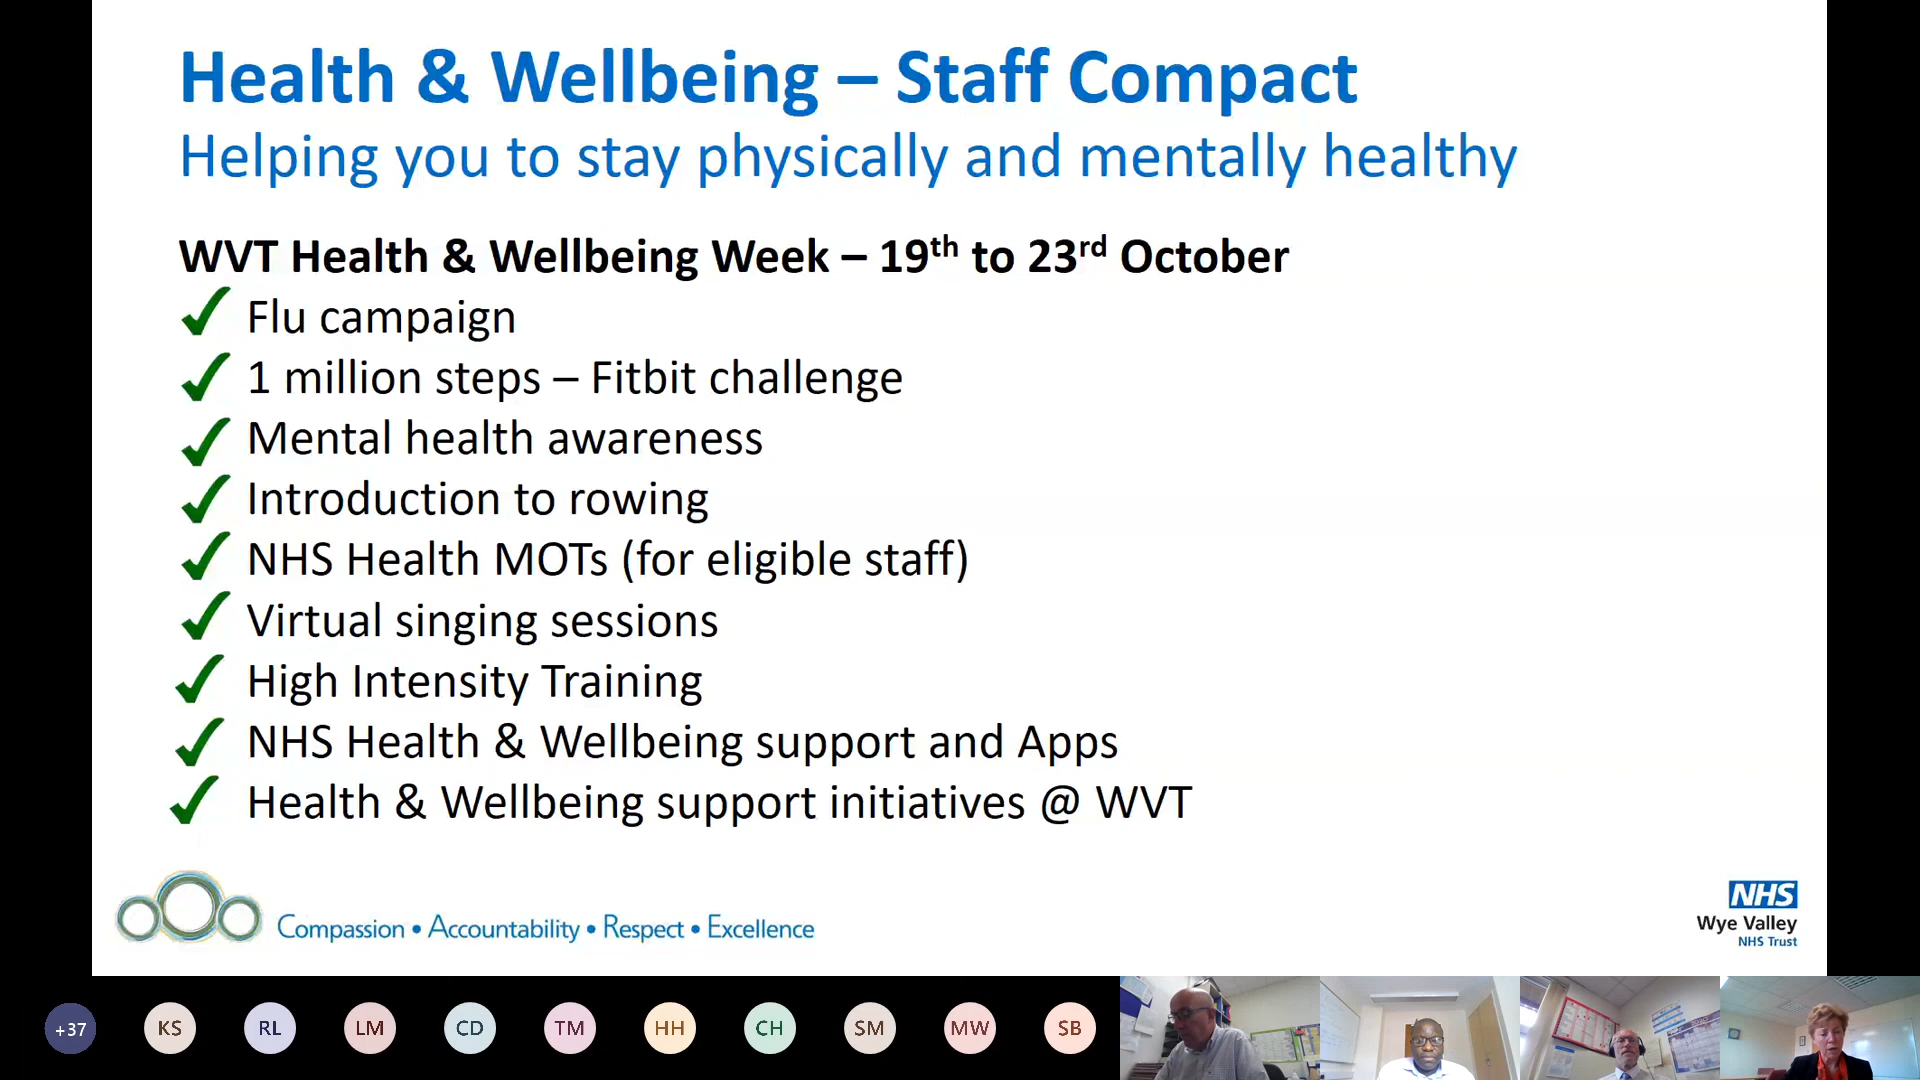 Health & Wellbeing – Staff Compact
Helping you to stay physically and mentally healthy
WVT Health & Wellbeing Week – 19th to 23rd October
Flu campaign
1 million steps – Fitbit challenge
Mental health awareness
Introduction to rowing
NHS Health MOTs (for eligible staff)
Virtual singing sessions
High Intensity Training
NHS Health & Wellbeing support and Apps
Health & Wellbeing support initiatives @ WVT
Compassion • Accountability • Respect • Excellence
NHS
Wye Valley
NHS Trust
+37 KS RL LM CD TM HH CH SM MW SB